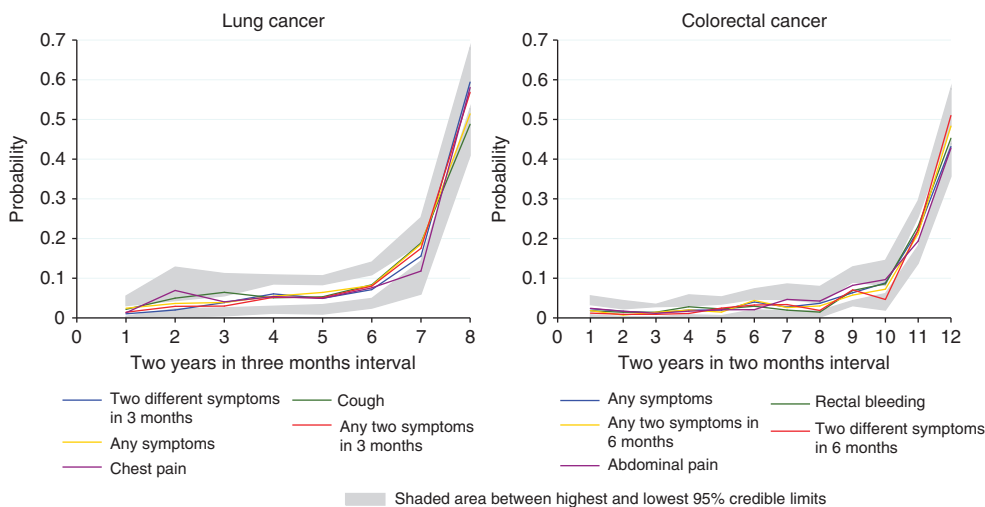 Lung cancer
0.7
0.6
0.5
0.4
0.3
0.2
0.1
0
Probability
0 1 2 3 4 5 6 7 8
Two years in three months interval
Two different symptoms
in 3 months
Any symptoms
Chest pain
Cough
Any two symptoms
in 3 months
Colorectal cancer
0.7
0.6
0.5
0.4
0.3
0.2
0.1
0
Probability
0 1 2 3 4 5 6 7 8 9 10 11 12
Two years in two months interval
Any symptoms
Any two symptoms in
6 months
Abdominal pain
Rectal bleeding
Two different symptoms
in 6 months
Shaded area between highest and lowest 95% credible limits